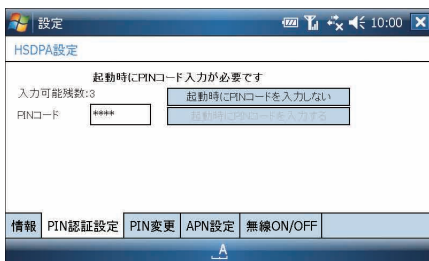 設定 10:00
HSDPA設定
起動時にPINコード入力が必要です
入力可能残数:3 起動時にPINコードを入力しない
PINコード **** 起動時にPINコードを入力する
情報 PIN認証設定 PIN変更 APN設定 無線ON/OFF
A